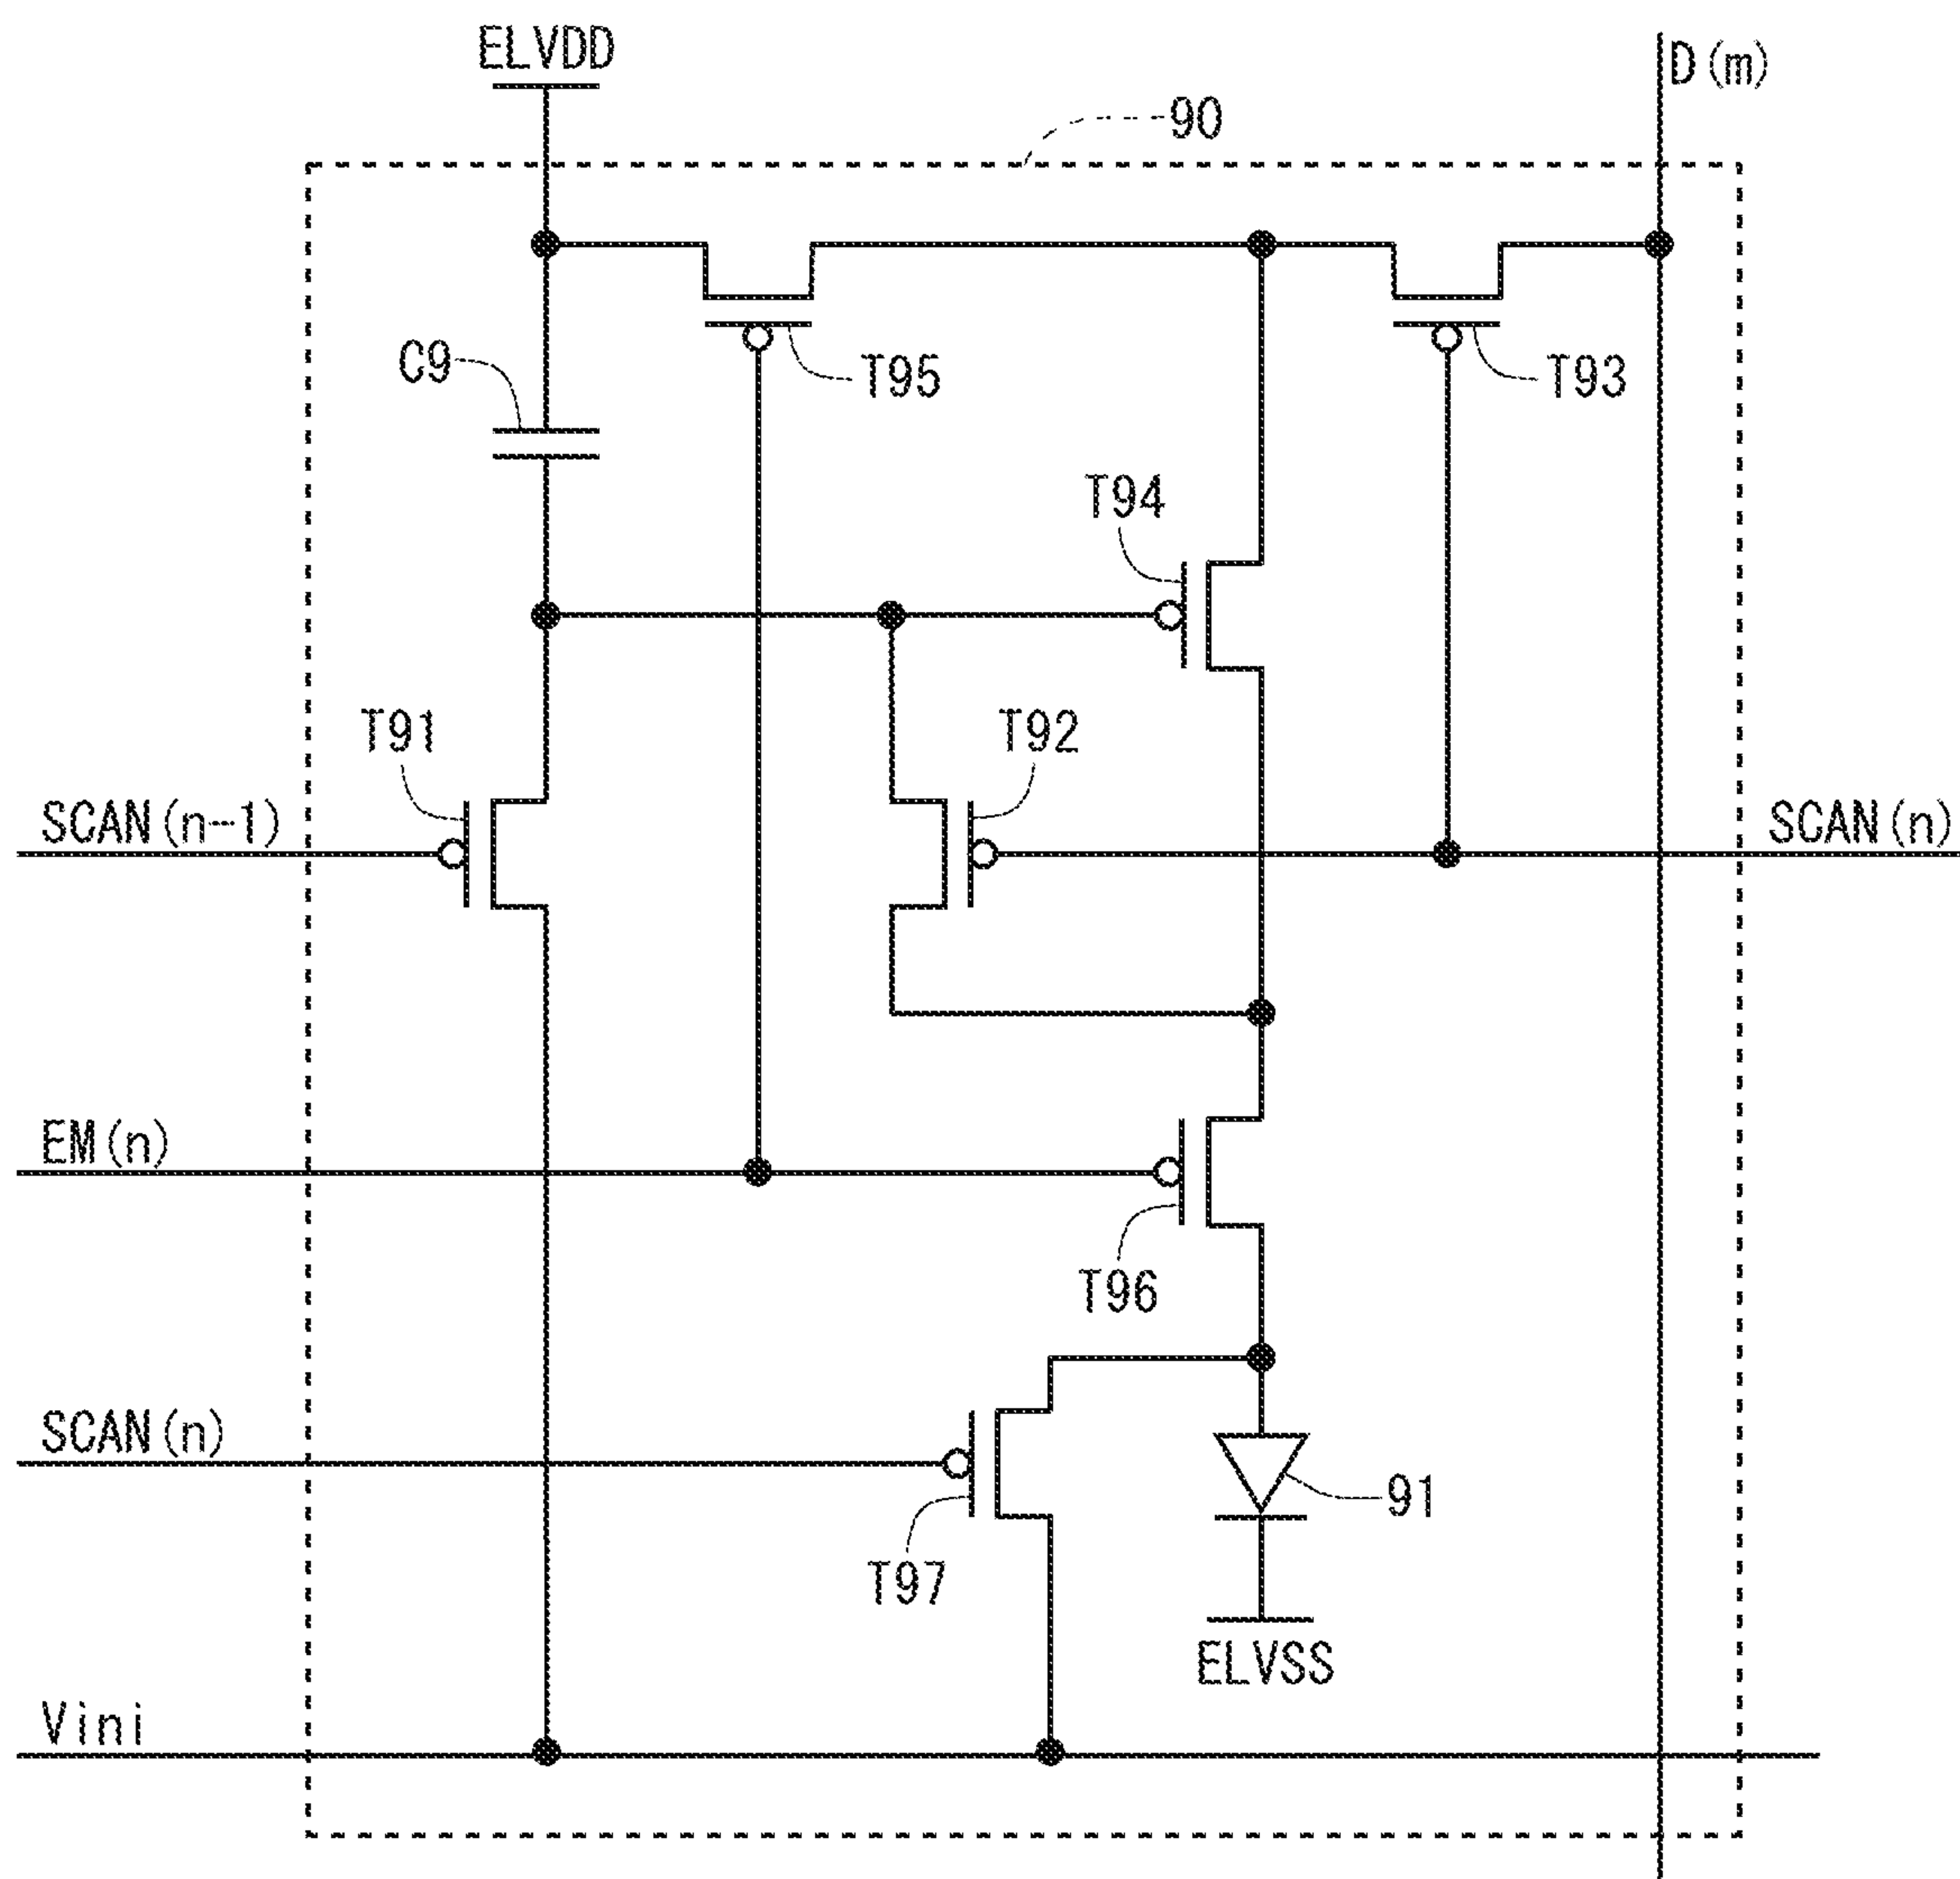 ELVDD
D(m)
90
C9
T95
T93
T94
T91
T92
SCAN(n-1)
SCAN(n)
EM(n)
T96
SCAN(n)
91
T97
ELVSS
Vini